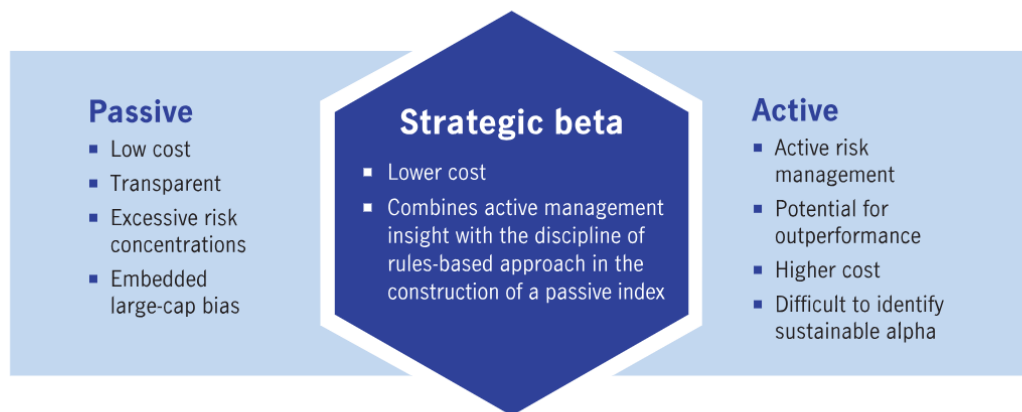 Passive
▪ Low cost
▪ Transparent
▪ Excessive risk
concentrations
▪ Embedded
large-cap bias
Strategic beta
▪ Lower cost
▪ Combines active management
insight with the discipline of
rules-based approach in the
construction of a passive index
Active
▪ Active risk
management
▪ Potential for
outperformance
▪ Higher cost
▪ Difficult to identify
sustainable alpha